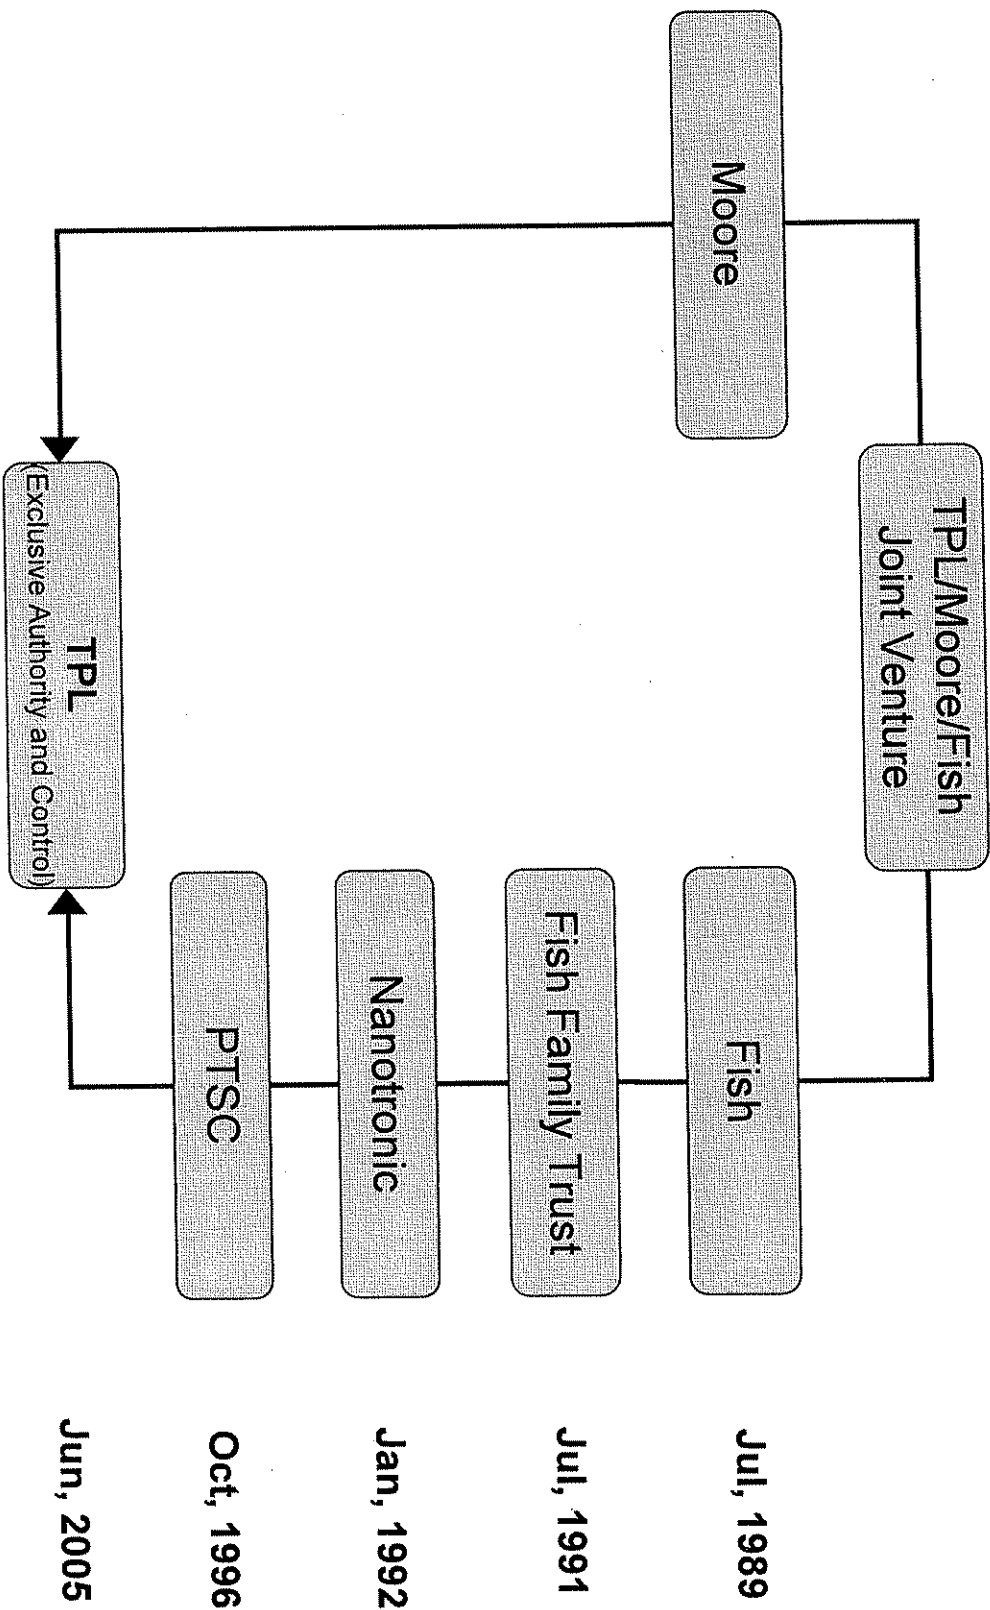 TPL/Moore/Fish
Joint Venture
Moore
Fish
Jul, 1989
Fish Family Trust
Jul, 1991
Nanotronic
Jan, 1992
PTSC
Oct, 1996
TPL
(Exclusive Authority and Control)
Jun, 2005